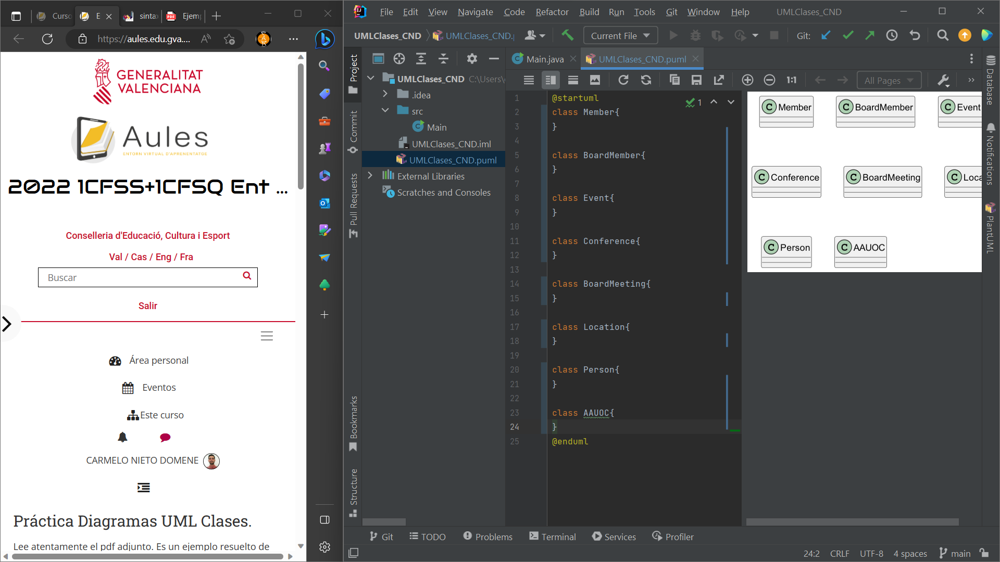 Curso
E
sinta
Ejem
https://aules.edu.gva....
GENERALITAT
VALENCIANA
Aules
ENTORN VIRTUAL D'APRENENTATGE
2022 1CFSS+1CFSQ Ent ...
Conselleria d'Educació, Cultura i Esport
Val / Cas / Eng / Fra
Buscar
Salir
Área personal
Eventos
Este curso
CARMELO NIETO DOMENE
Práctica Diagramas UML Clases.
Lee atentamente el pdf adjunto. Es un ejemplo resuelto de
File Edit View Navigate Code Refactor Build Run Tools Git Window Help UMLClases_CND
UMLClases_CND UMLClases_CND.p Current File Git:
Project
Commit
Pull Requests
Bookmarks
Structure
UMLClases_CND C:\Users\
.idea
src
Main
UMLClases_CND.iml
UMLClases_CND.puml
External Libraries
Scratches and Consoles
Main.java UMLClases_CND.puml
1:1 All Pages
1 @startuml
2 class Member{
3 }
4
5 class BoardMember{
6 }
7
8 class Event{
9 }
10
11 class Conference{
12 }
13
14 class BoardMeeting{
15 }
16
17 class Location{
18 }
19
20 class Person{
21 }
22
23 class AAUOC{
24 }
25 @enduml
1
C Member C BoardMember C Event
C Conference C BoardMeeting C Loca
C Person C AAUOC
Database
Notifications
PlantUML
Git TODO Problems Terminal Services Profiler
24:2 CRLF UTF-8 4 spaces main